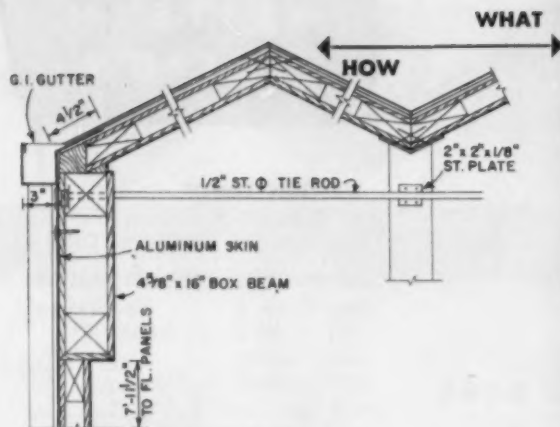 WHAT
HOW
G.I. GUTTER
4 1/2"
2"x 2"x 1/8"
ST. PLATE
1/2" ST. Φ TIE ROD
3"
ALUMINUM SKIN
4 5/8" x 16" BOX BEAM
7'-11 1/2"
TO FL. PANELS